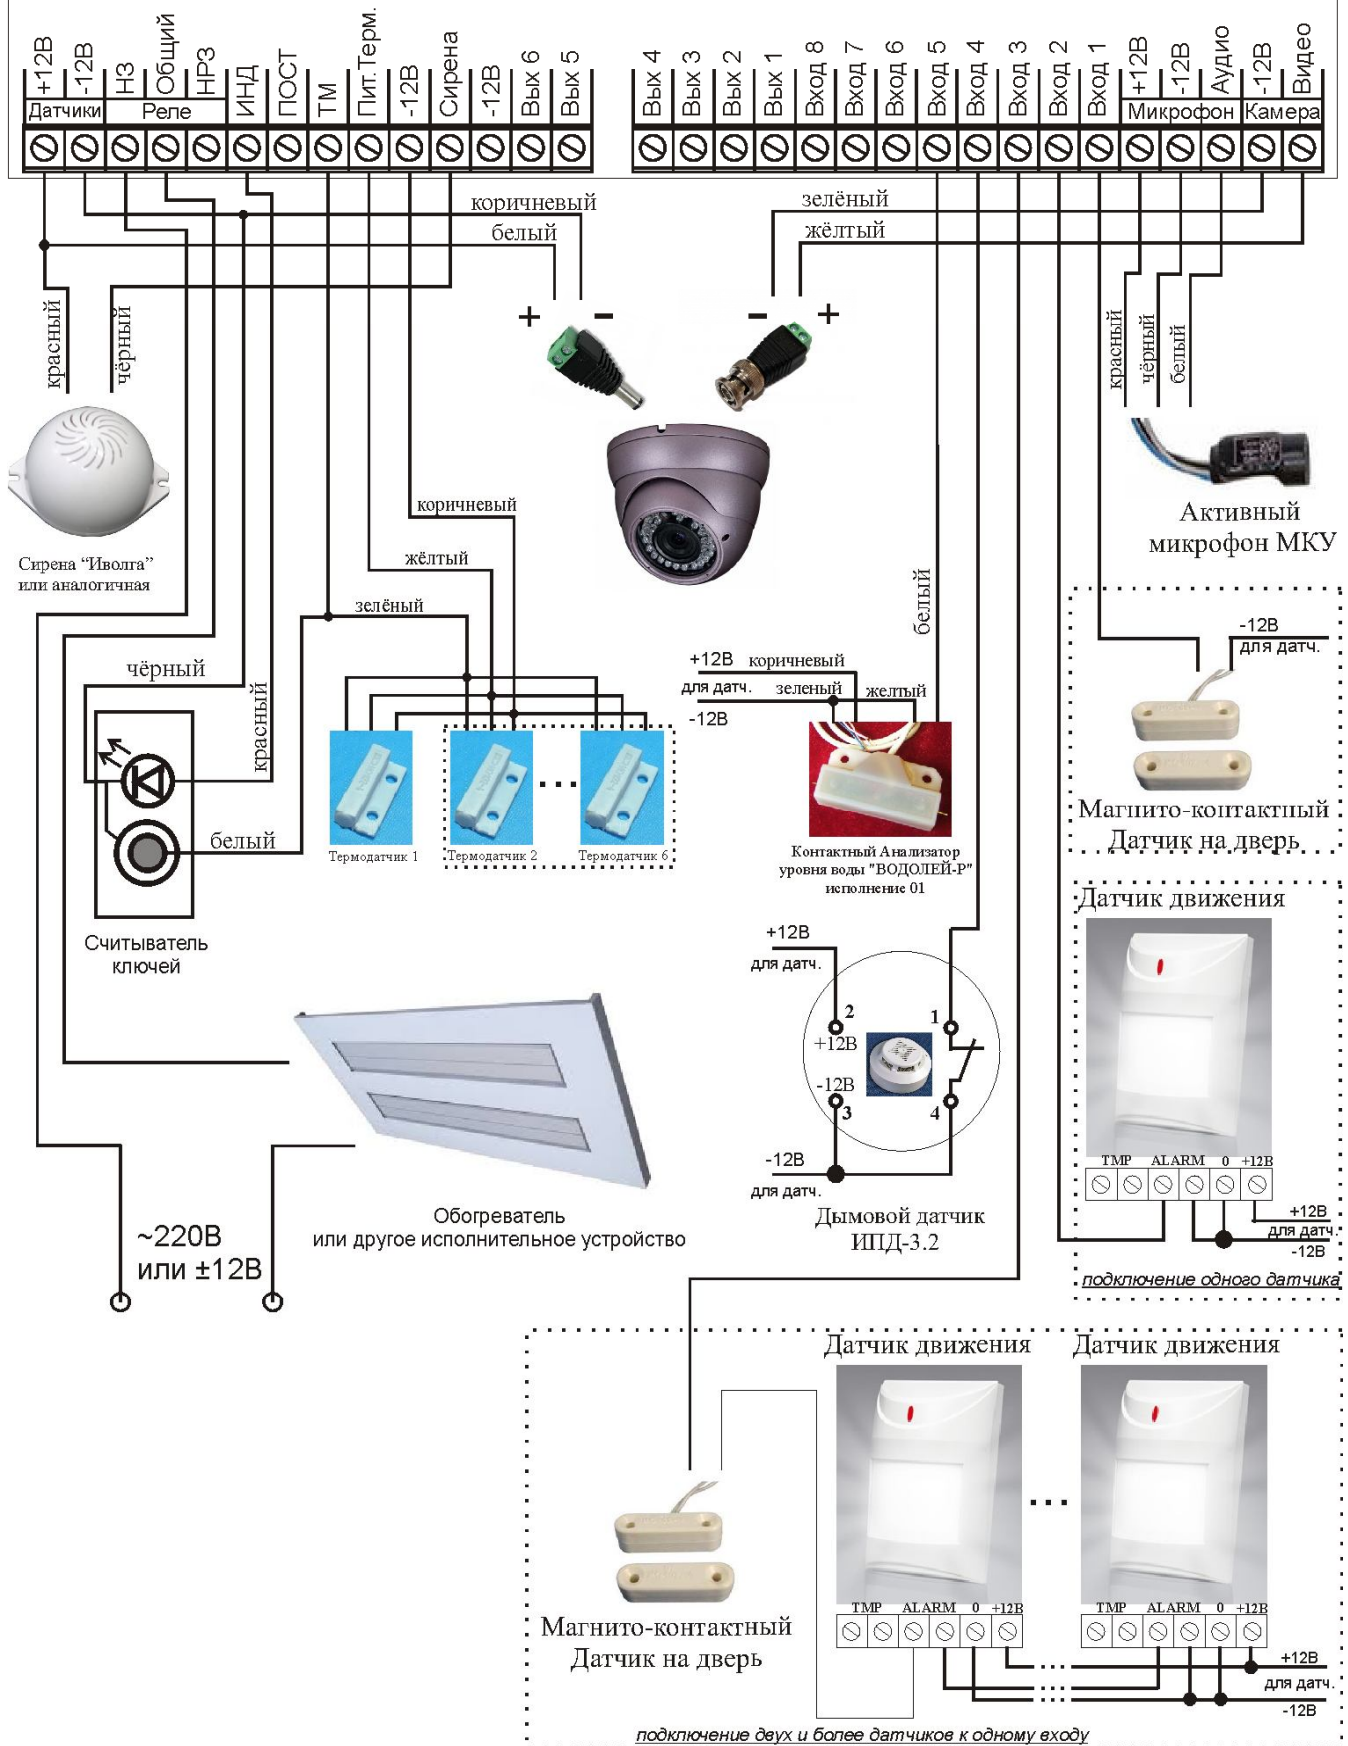 +12В
-12В
НЗ
Общий
НРЗ
ИНД
ПОСТ
ТМ
Пит.Терм.
-12В
Сирена
-12В
Вых 6
Вых 5
Вых 4
Вых 3
Вых 2
Вых 1
Вход 8
Вход 7
Вход 6
Вход 5
Вход 4
Вход 3
Вход 2
Вход 1
+12В
-12В
Аудио
-12В
Видео
Датчики
Реле
Микрофон
Камера
коричневый
белый
зелёный
жёлтый
красный
чёрный
+
−
−
+
красный
чёрный
белый
Сирена “Иволга”
или аналогичная
Активный
микрофон МКУ
коричневый
жёлтый
зелёный
белый
чёрный
красный
белый
Считыватель
ключей
Термодатчик 1
Термодатчик 2
...
Термодатчик 6
+12В
коричневый
для датч.
зеленый
желтый
-12В
Контактный Анализатор
уровня воды "ВОДОЛЕЙ-Р"
исполнение 01
-12В
для датч.
Магнито-контактный
Датчик на дверь
Датчик движения
TMP
ALARM
0
+12В
+12В
для датч.
-12В
подключение одного датчика
+12В
для датч.
2
1
+12В
-12В
3
4
-12В
для датч.
Дымовой датчик
ИПД-3.2
Обогреватель
или другое исполнительное устройство
~220В
или ±12В
Датчик движения
Датчик движения
...
Магнито-контактный
Датчик на дверь
TMP
ALARM
0
+12В
TMP
ALARM
0
+12В
+12В
для датч.
-12В
подключение двух и более датчиков к одному входу